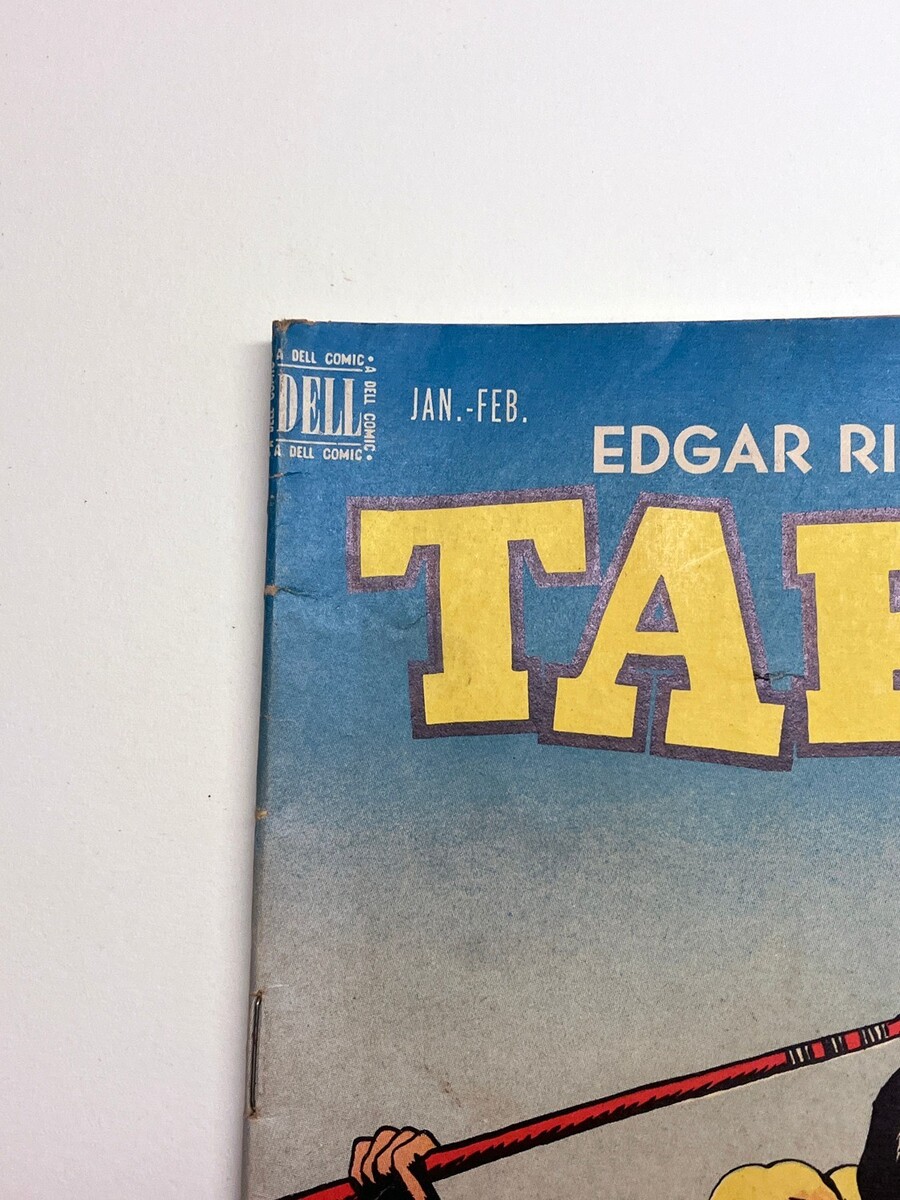 A DELL COMIC •
DELL
A DELL COMIC
A DELL COMIC •
JAN.-FEB.
EDGAR RI
TAR